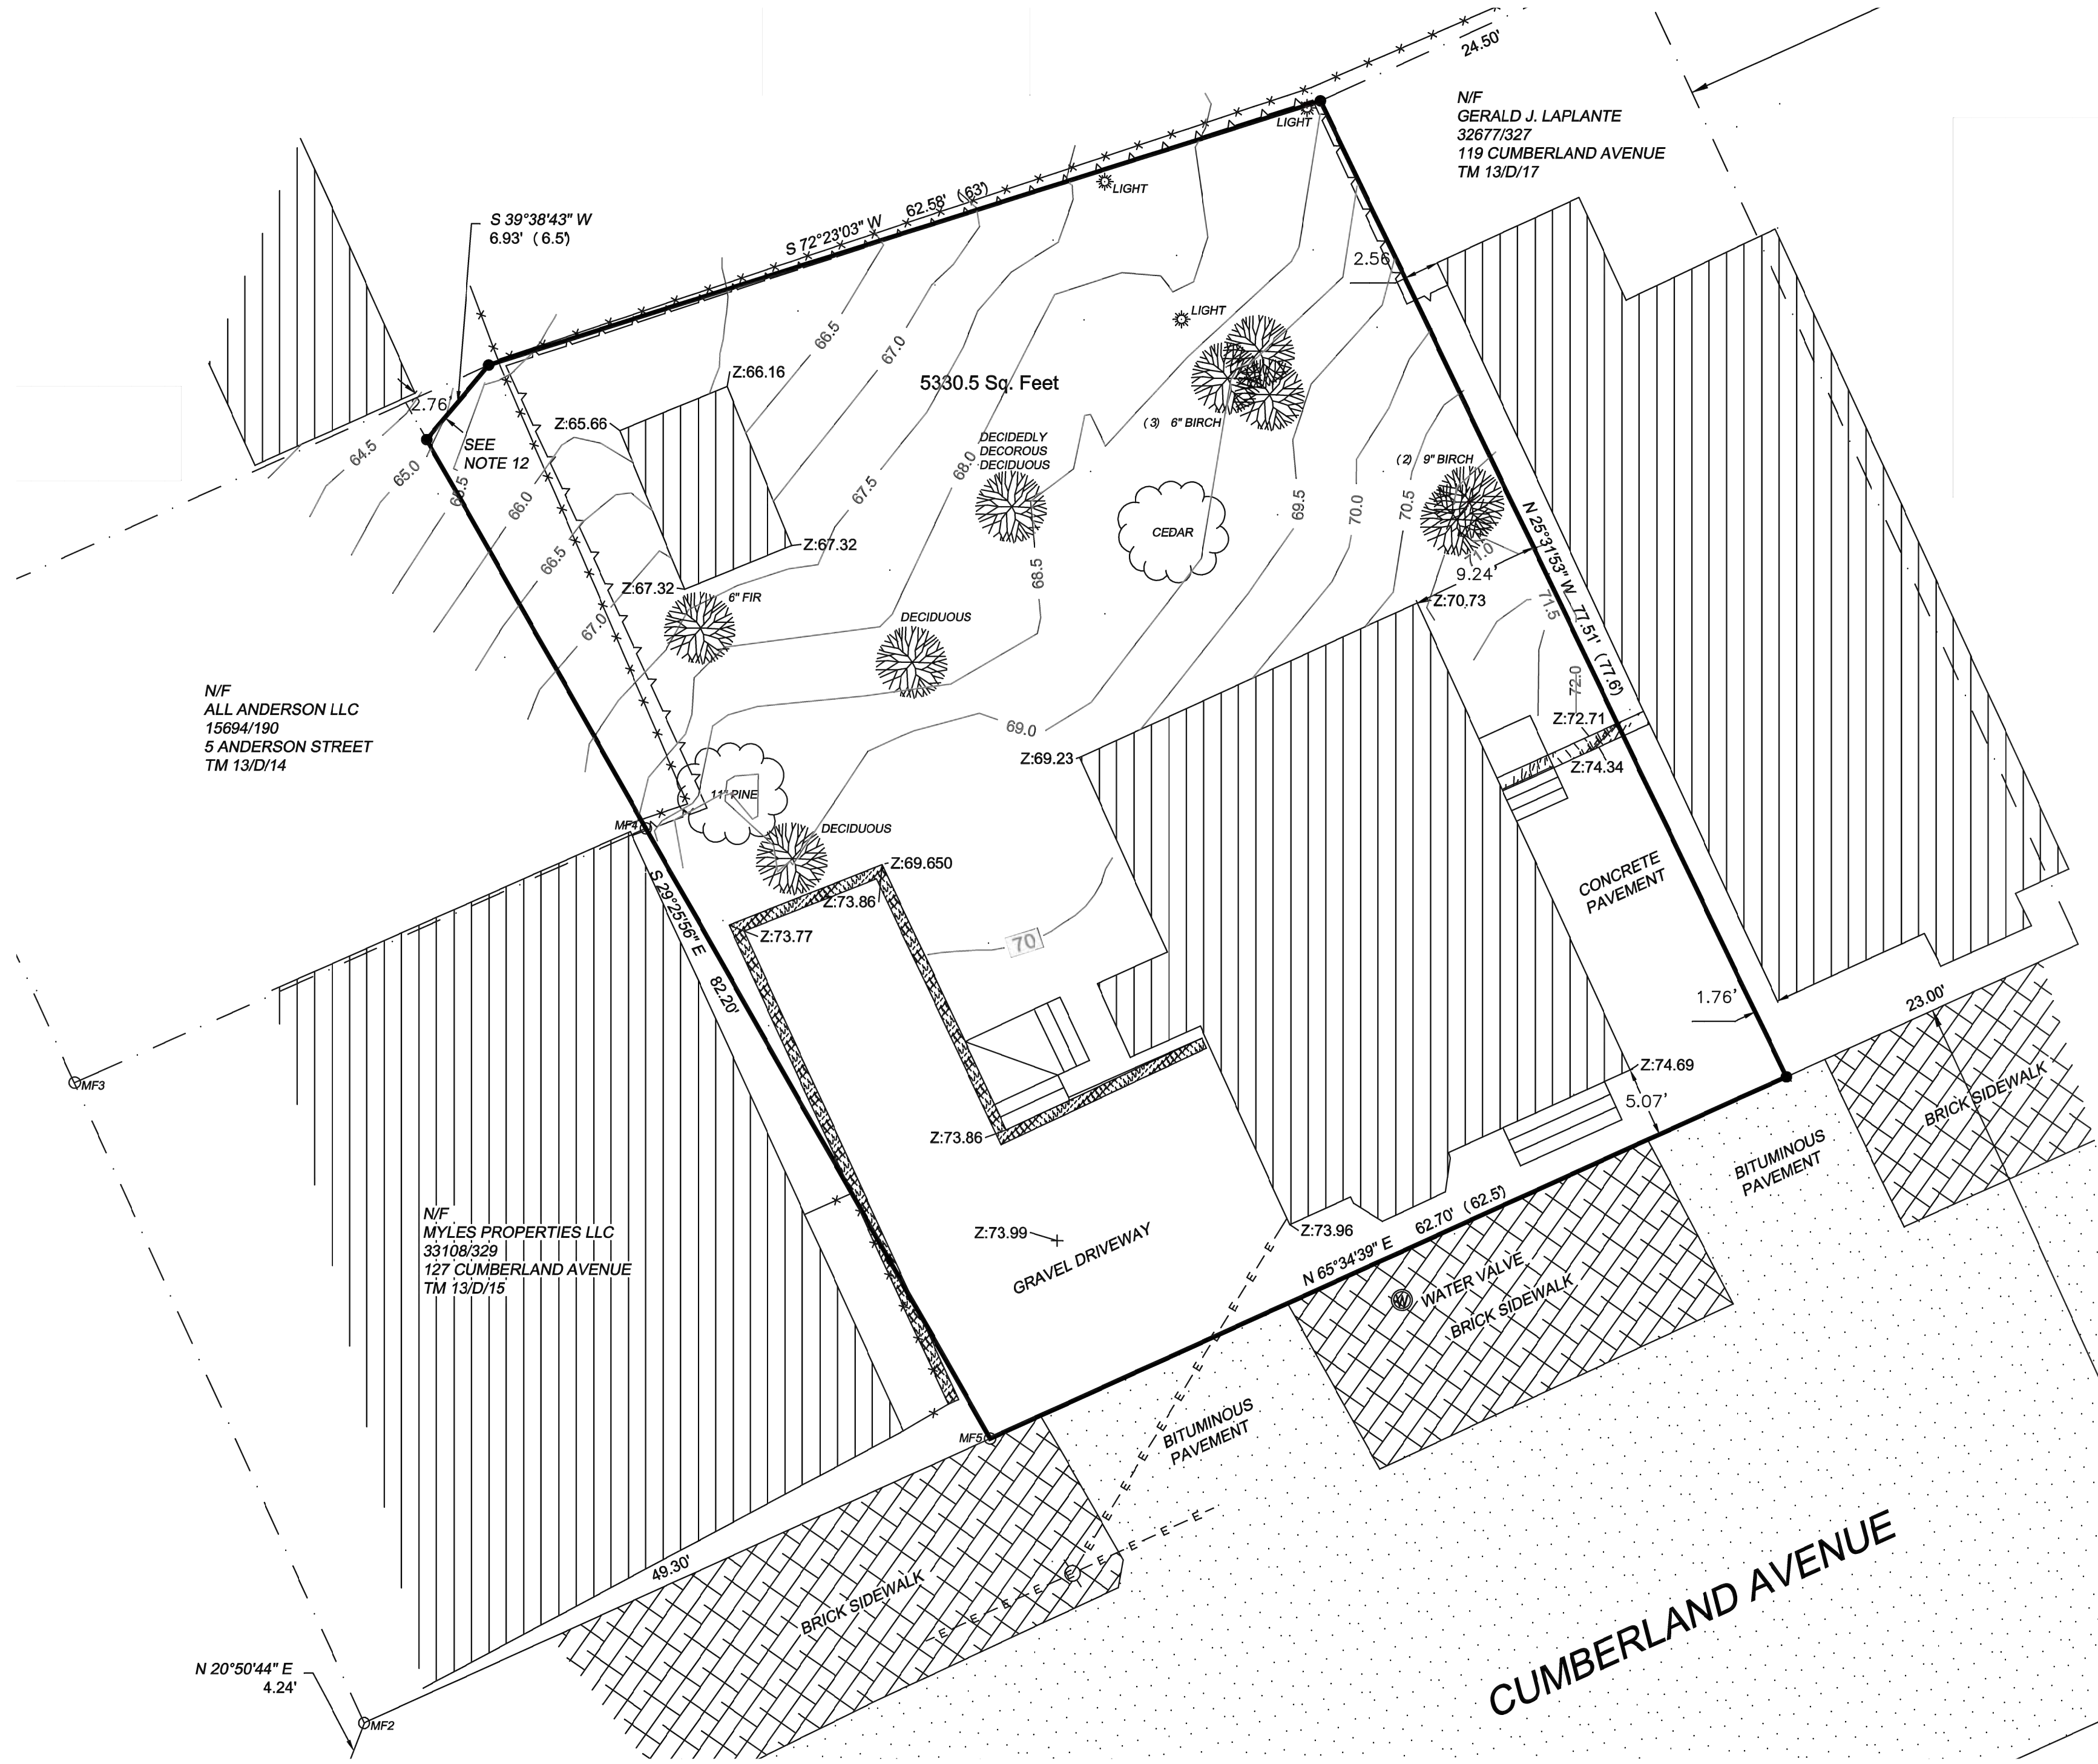 24.50'
N/F
GERALD J. LAPLANTE
32677/327
119 CUMBERLAND AVENUE
TM 13/D/17
LIGHT
LIGHT
S 39°38'43" W
6.93' ( 6.5')
S 72°23'03" W 62.58' (63')
2.56'
LIGHT
66.5
67.0
Z:66.16
5330.5 Sq. Feet
2.76'
Z:65.66
(3) 6" BIRCH
SEE
NOTE 12
64.5
65.0
65.5
66.0
66.5
67.0
DECIDEDLY
DECOROUS
DECIDUOUS
68.0
67.5
(2) 9" BIRCH
69.5
70.0
70.5
CEDAR
N 25°31'53" W 77.51' (77.6')
Z:67.32
Z:67.32
68.5
71.0
9.24'
6" FIR
Z:70.73
71.5
DECIDUOUS
72.0
N/F
ALL ANDERSON LLC
15694/190
5 ANDERSON STREET
TM 13/D/14
69.0
Z:72.71
Z:69.23
Z:74.34
11" PINE
MF4
DECIDUOUS
Z:69.650
CONCRETE
PAVEMENT
Z:73.86
S 29°25'56" E 82.20'
Z:73.77
70
1.76'
23.00'
MF3
Z:74.69
5.07'
BRICK SIDEWALK
Z:73.86
BITUMINOUS
PAVEMENT
N/F
MYLES PROPERTIES LLC
33108/329
127 CUMBERLAND AVENUE
TM 13/D/15
Z:73.99
GRAVEL DRIVEWAY
Z:73.96
N 65°34'39" E 62.70' (62.5')
WATER VALVE
BRICK SIDEWALK
MF5
BITUMINOUS
PAVEMENT
E E E E E E E E E E
E E E E E E E
49.30'
BRICK SIDEWALK
CUMBERLAND AVENUE
N 20°50'44" E
4.24'
MF2